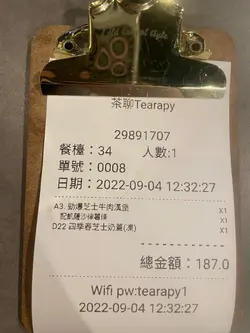 茶聊Tearapy
29891707
餐檯：34 人數:1
單號：0008
日期：2022-09-04 12:32:27
A3. 勁爆芝士牛肉漢堡 X1
配凱薩沙律薯條 X1
D22 四季春芝士奶蓋(凍) X1
總金額：187.0
Wifi pw:tearapy1
2022-09-04 12:32:27